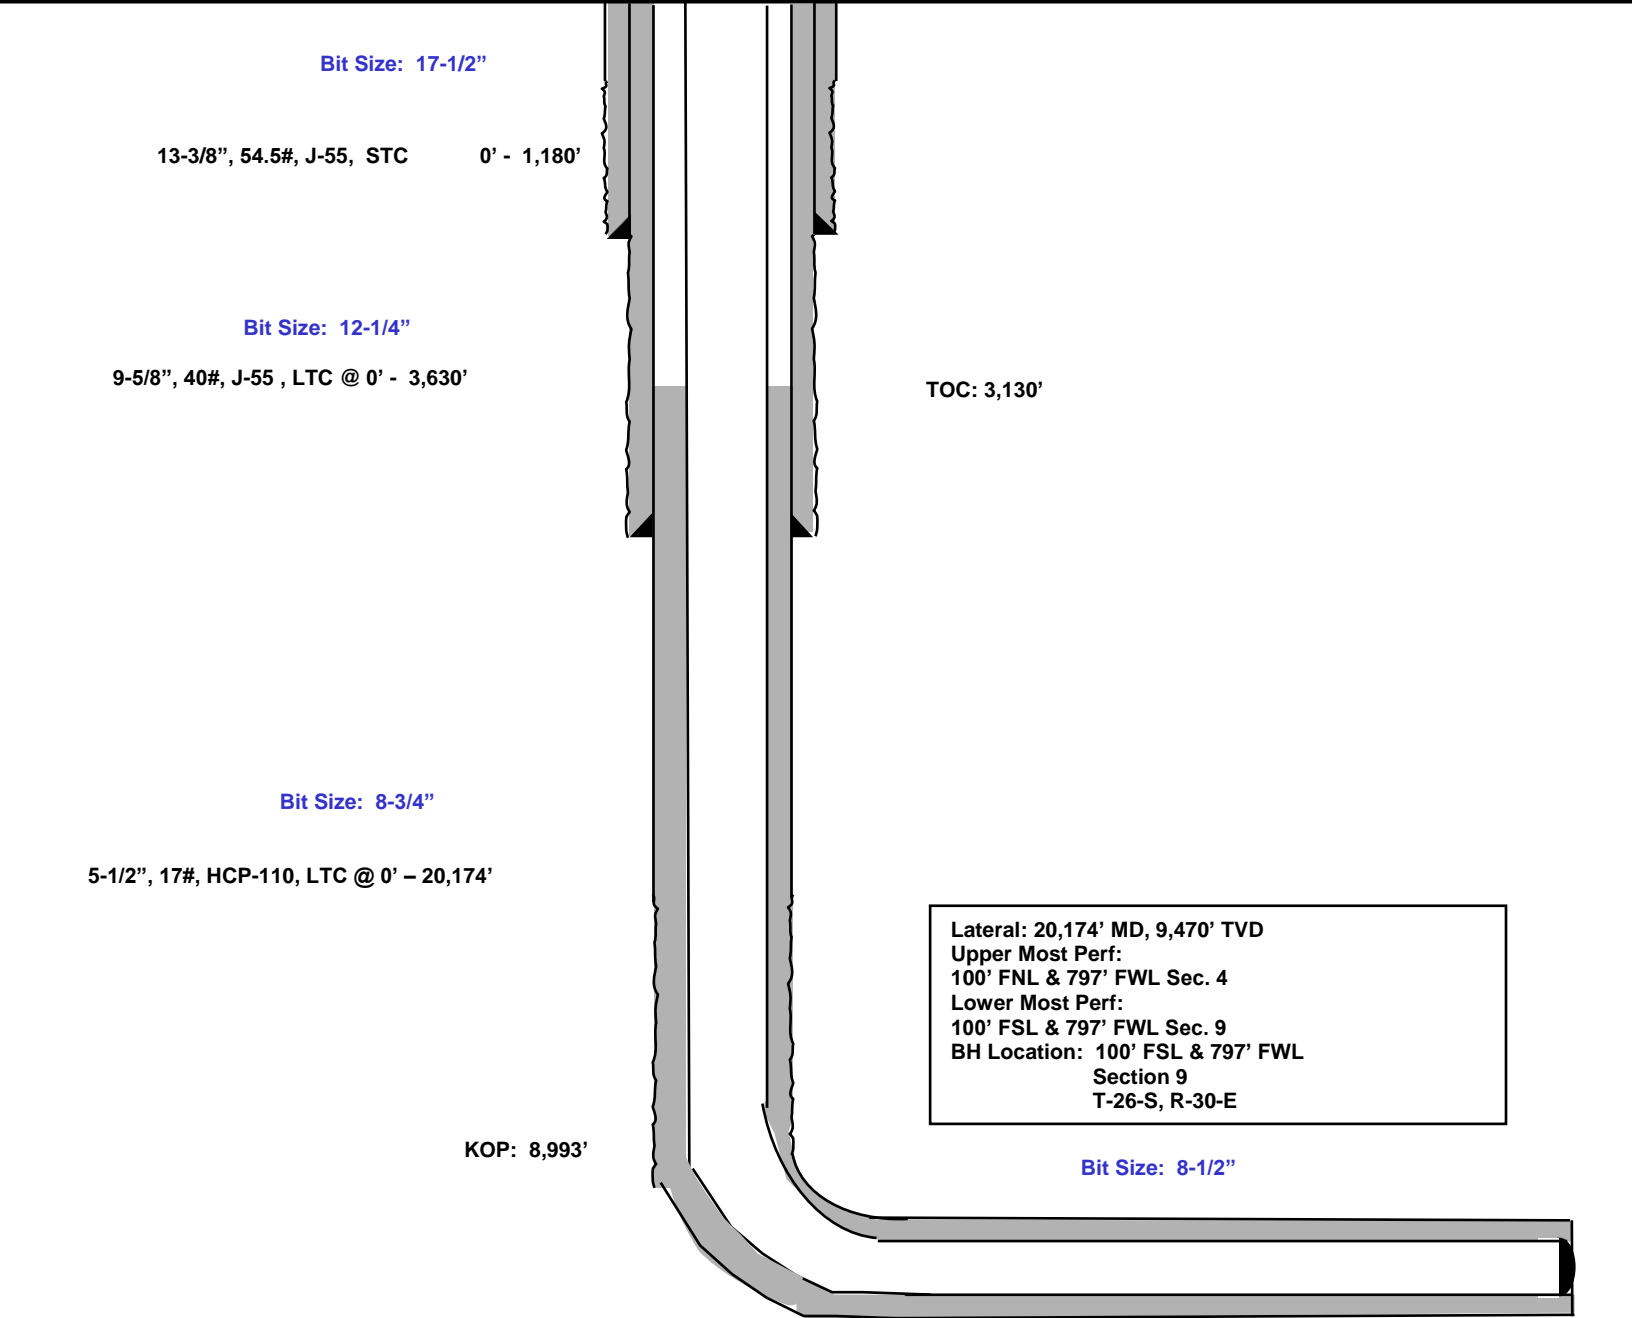 Bit Size: 17-1/2”
13-3/8”, 54.5#, J-55, STC 0’ - 1,180’
Bit Size: 12-1/4”
9-5/8”, 40#, J-55 , LTC @ 0’ - 3,630’
TOC: 3,130’
Bit Size: 8-3/4”
5-1/2”, 17#, HCP-110, LTC @ 0’ – 20,174’
Lateral: 20,174’ MD, 9,470’ TVD
Upper Most Perf:
100’ FNL & 797’ FWL Sec. 4
Lower Most Perf:
100’ FSL & 797’ FWL Sec. 9
BH Location: 100’ FSL & 797’ FWL
Section 9
T-26-S, R-30-E
KOP: 8,993’
Bit Size: 8-1/2”